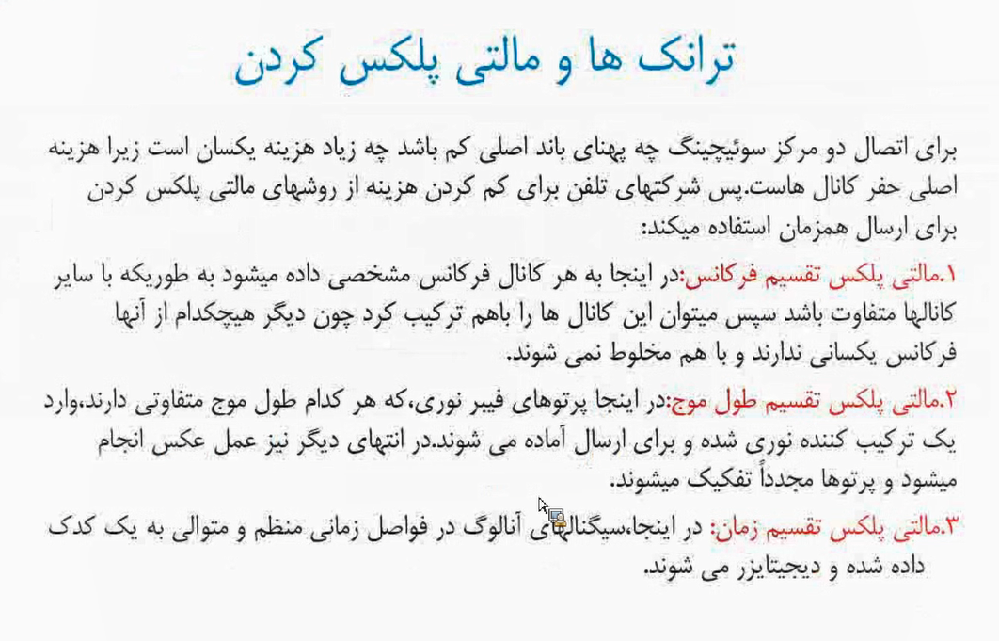 ترانک ها و مالتی پلکس کردن
برای اتصال دو مرکز سوئیچینگ چه پهنای باند اصلی کم باشد چه زیاد هزینه یکسان است زیرا هزینه
اصلی حفر کانال هاست.پس شرکتهای تلفن برای کم کردن هزینه از روشهای مالتی پلکس کردن
برای ارسال همزمان استفاده میکند:
۱.مالتی پلکس تقسیم فرکانس:در اینجا به هر کانال فرکانس مشخصی داده میشود به طوریکه با سایر
کانالها متفاوت باشد سپس میتوان این کانال ها را باهم ترکیب کرد چون دیگر هیچکدام از آنها
فرکانس یکسانی ندارند و با هم مخلوط نمی شوند.
۲.مالتی پلکس تقسیم طول موج:در اینجا پرتوهای فیبر نوری،که هر کدام طول موج متفاوتی دارند،وارد
یک ترکیب کننده نوری شده و برای ارسال آماده می شوند.در انتهای دیگر نیز عمل عکس انجام
میشود و پرتوها مجدداً تفکیک میشوند.
۳.مالتی پلکس تقسیم زمان: در اینجا،سیگنالهای آنالوگ در فواصل زمانی منظم و متوالی به یک کدک
داده شده و دیجیتایزر می شوند.